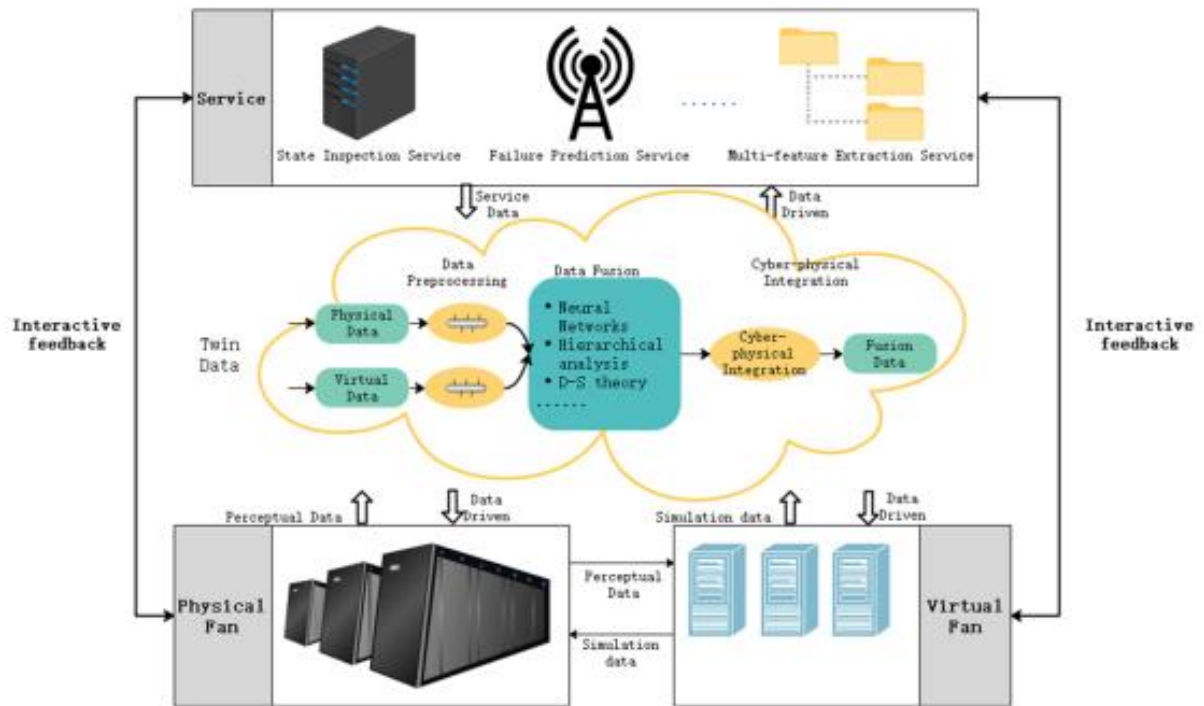 Service
State Inspection Service
Failure Prediction Service
......
Multi-feature Extraction Service
Service
Data
Data
Driven
Data
Preprocessing
Data Fusion
Cyber-physical
Integration
Interactive
feedback
Twin
Data
Physical
Data
Virtual
Data
• Neural
Networks
• Hierarchical
analysis
• D-S theory
......
Cyber-
physical
Integration
Fusion Data
Interactive
feedback
Perceptual Data
Data
Driven
Simulation data
Data
Driven
Physical
Fan
Perceptual
Data
Simulation
data
Virtual
Fan